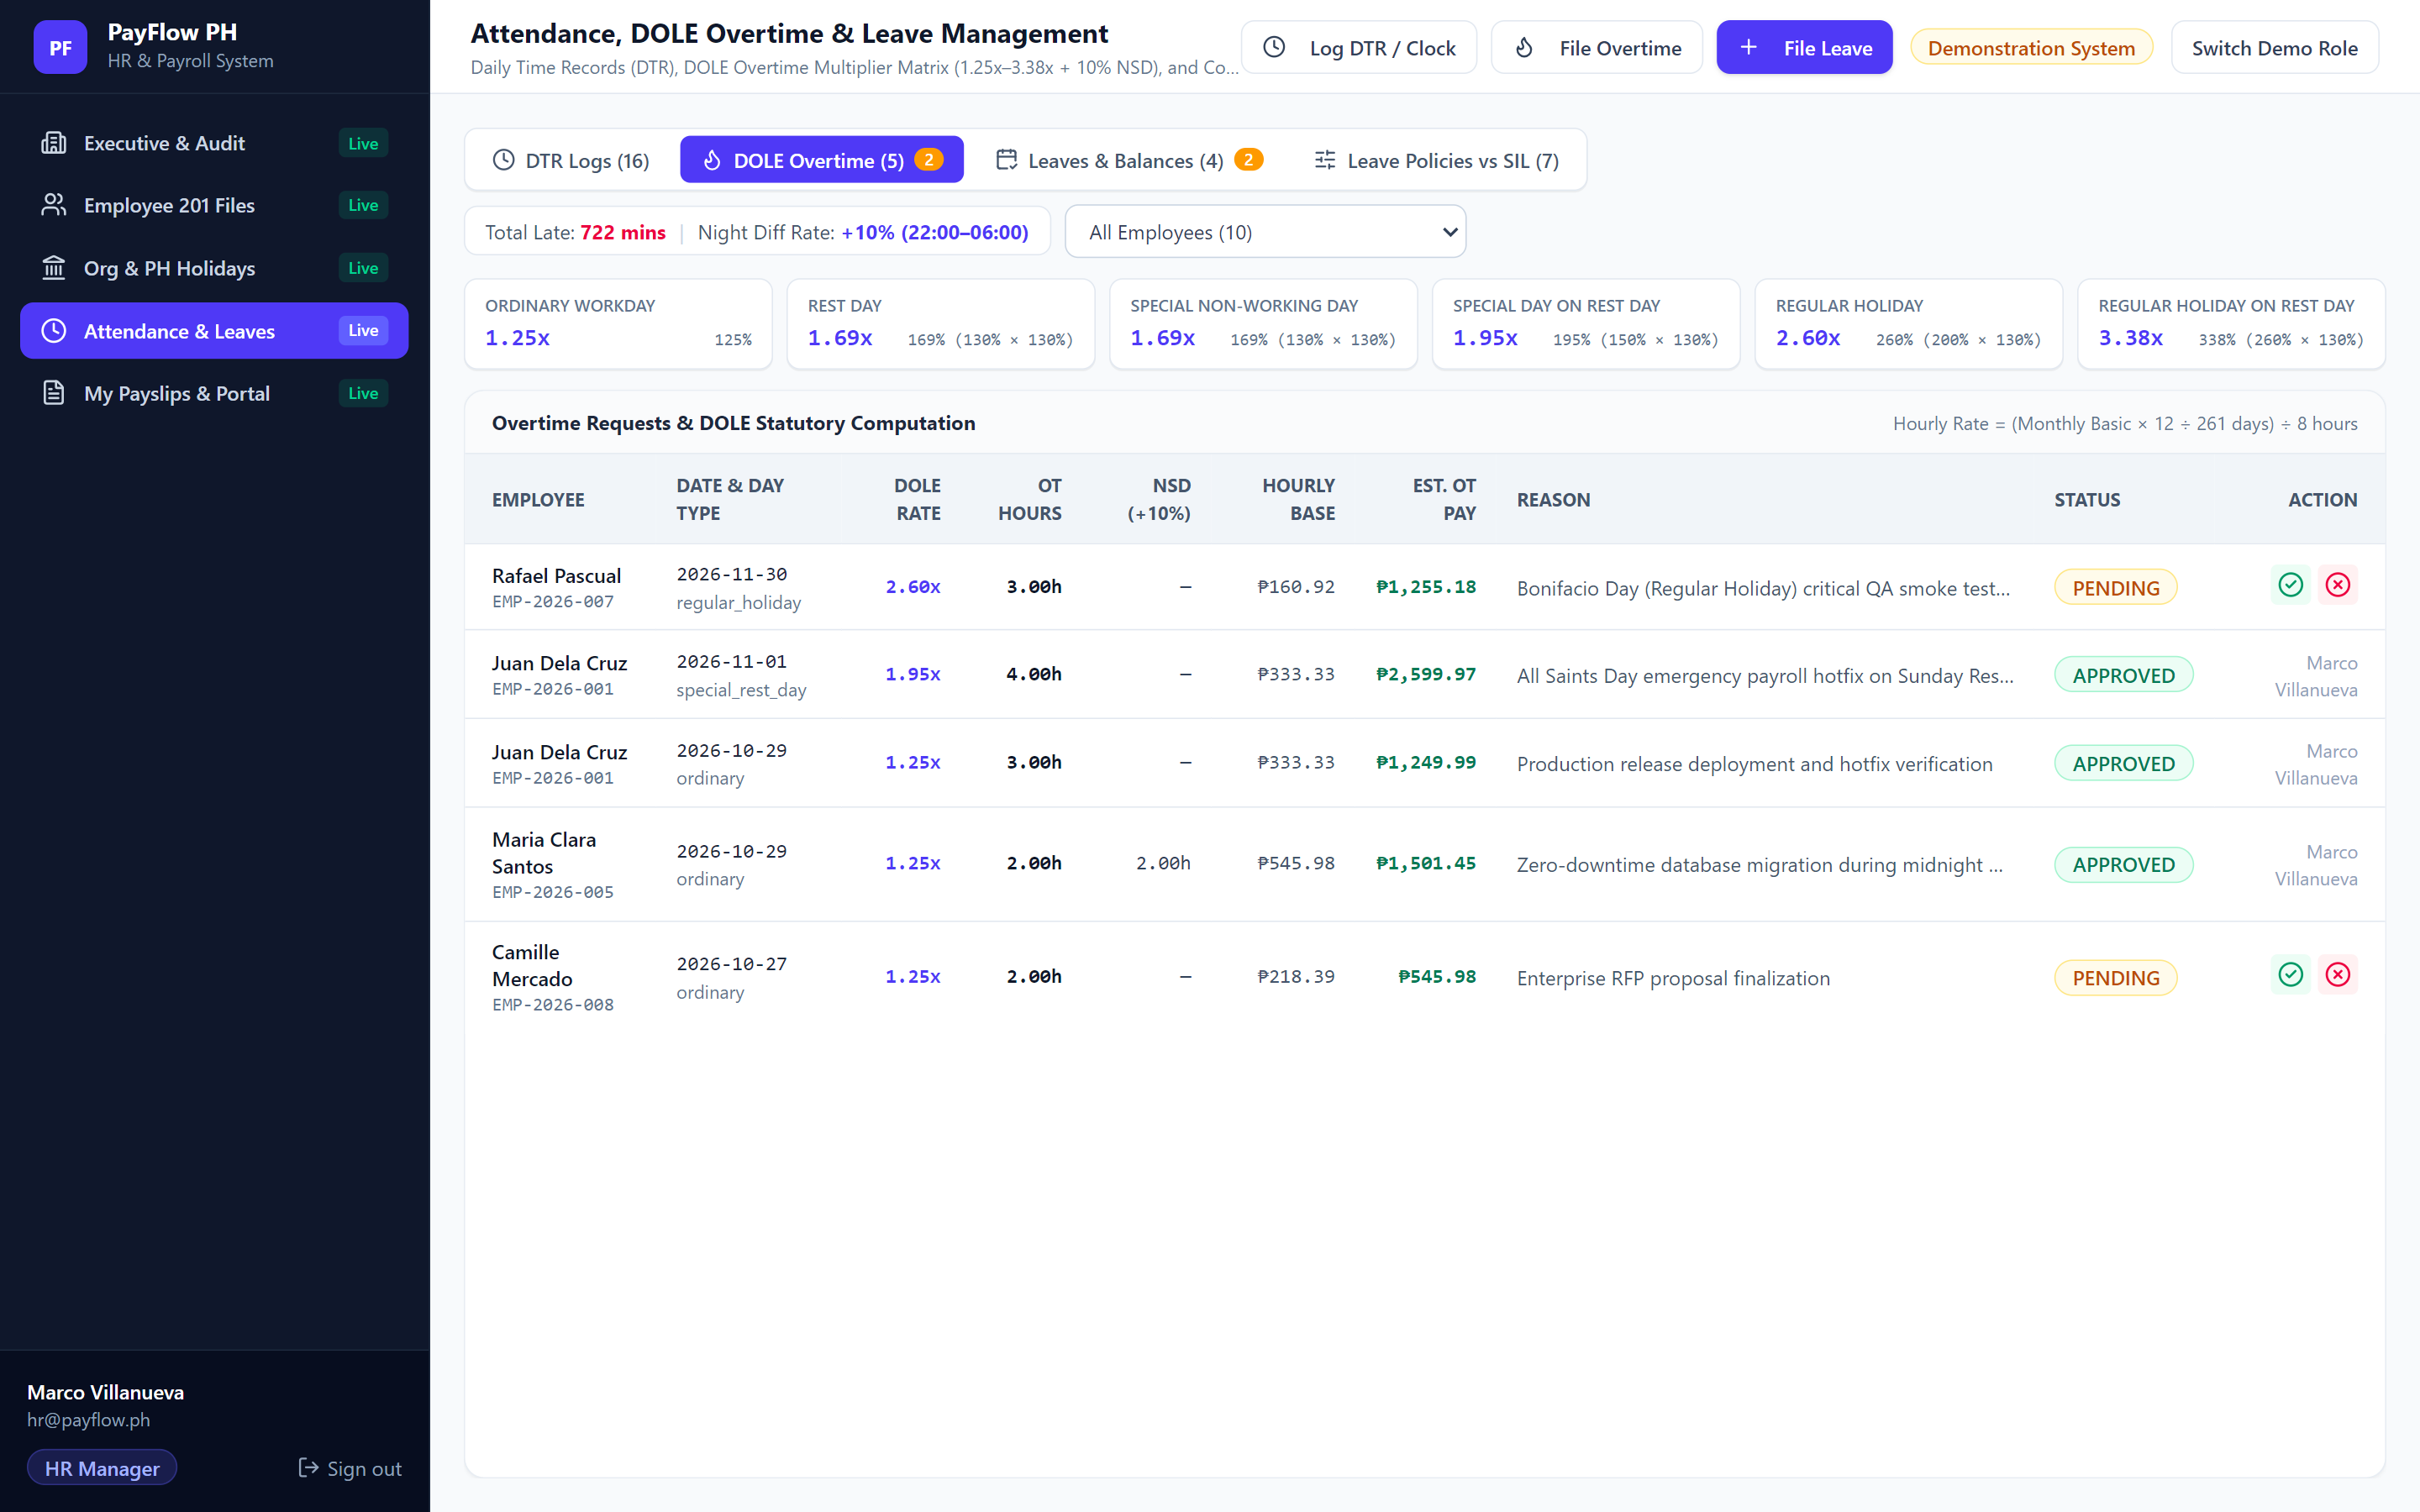 PF
PayFlow PH
HR & Payroll System
Executive & Audit Live
Employee 201 Files Live
Org & PH Holidays Live
Attendance & Leaves Live
My Payslips & Portal Live
Marco Villanueva
hr@payflow.ph
HR Manager
Sign out
Attendance, DOLE Overtime & Leave Management
Daily Time Records (DTR), DOLE Overtime Multiplier Matrix (1.25x–3.38x + 10% NSD), and Co...
Log DTR / Clock
File Overtime
File Leave
Demonstration System
Switch Demo Role
DTR Logs (16)
DOLE Overtime (5) 2
Leaves & Balances (4) 2
Leave Policies vs SIL (7)
Total Late: 722 mins | Night Diff Rate: +10% (22:00–06:00)
All Employees (10)
ORDINARY WORKDAY
1.25x 125%
REST DAY
1.69x 169% (130% × 130%)
SPECIAL NON-WORKING DAY
1.69x 169% (130% × 130%)
SPECIAL DAY ON REST DAY
1.95x 195% (150% × 130%)
REGULAR HOLIDAY
2.60x 260% (200% × 130%)
REGULAR HOLIDAY ON REST DAY
3.38x 338% (260% × 130%)
Overtime Requests & DOLE Statutory Computation
Hourly Rate = (Monthly Basic × 12 ÷ 261 days) ÷ 8 hours
EMPLOYEE
DATE & DAY
TYPE
DOLE
RATE
OT
HOURS
NSD
(+10%)
HOURLY
BASE
EST. OT
PAY
REASON
STATUS
ACTION
Rafael Pascual
EMP-2026-007
2026-11-30
regular_holiday
2.60x
3.00h
—
₱160.92
₱1,255.18
Bonifacio Day (Regular Holiday) critical QA smoke test...
PENDING
Juan Dela Cruz
EMP-2026-001
2026-11-01
special_rest_day
1.95x
4.00h
—
₱333.33
₱2,599.97
All Saints Day emergency payroll hotfix on Sunday Res...
APPROVED
Marco
Villanueva
Juan Dela Cruz
EMP-2026-001
2026-10-29
ordinary
1.25x
3.00h
—
₱333.33
₱1,249.99
Production release deployment and hotfix verification
APPROVED
Marco
Villanueva
Maria Clara
Santos
EMP-2026-005
2026-10-29
ordinary
1.25x
2.00h
2.00h
₱545.98
₱1,501.45
Zero-downtime database migration during midnight ...
APPROVED
Marco
Villanueva
Camille
Mercado
EMP-2026-008
2026-10-27
ordinary
1.25x
2.00h
—
₱218.39
₱545.98
Enterprise RFP proposal finalization
PENDING